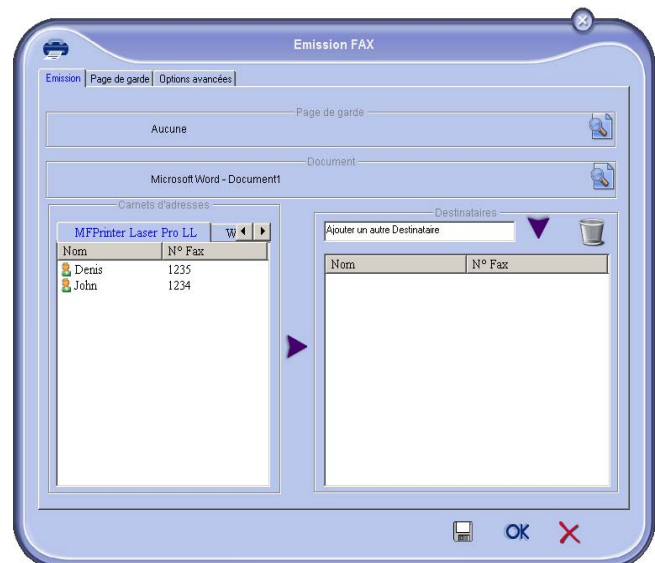 Emission FAX
Emission Page de garde Options avancées
Page de garde
Aucune
Document
Microsoft Word - Document1
Carnets d'adresses
MFPrinter Laser Pro LL W
Nom N° Fax
Denis 1235
John 1234
Destinataires
Ajouter un autre Destinataire
Nom N° Fax
OK